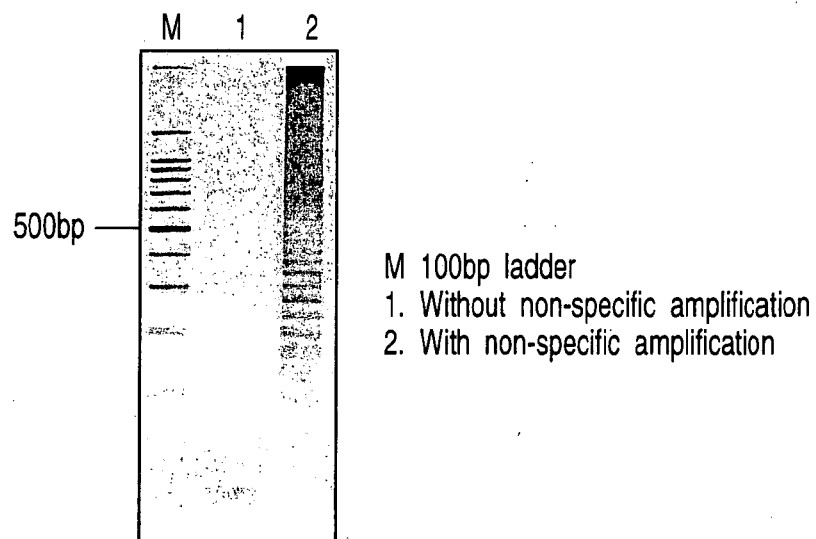 M 1 2
500bp
M 100bp ladder
1. Without non-specific amplification
2. With non-specific amplification